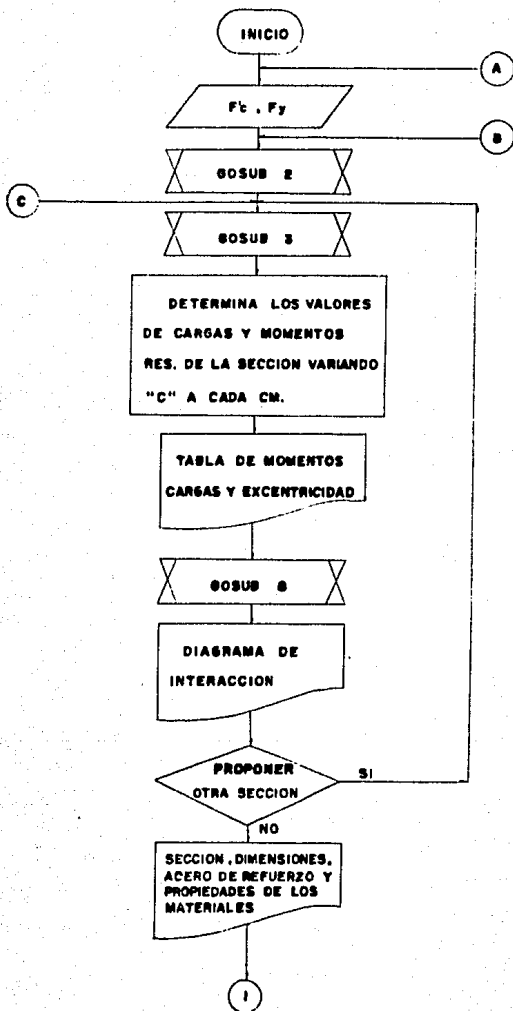 INICIO
A
F'c , Fy
B
GOSUB 2
C
GOSUB 3
DETERMINA LOS VALORES
DE CARGAS Y MOMENTOS
RES. DE LA SECCION VARIANDO
"C" A CADA CM.
TABLA DE MOMENTOS
CARGAS Y EXCENTRICIDAD
GOSUB
DIAGRAMA DE
INTERACCION
PROPONER
OTRA SECCION
SI
NO
SECCION, DIMENSIONES,
ACERO DE REFUERZO Y
PROPIEDADES DE LOS
MATERIALES
1